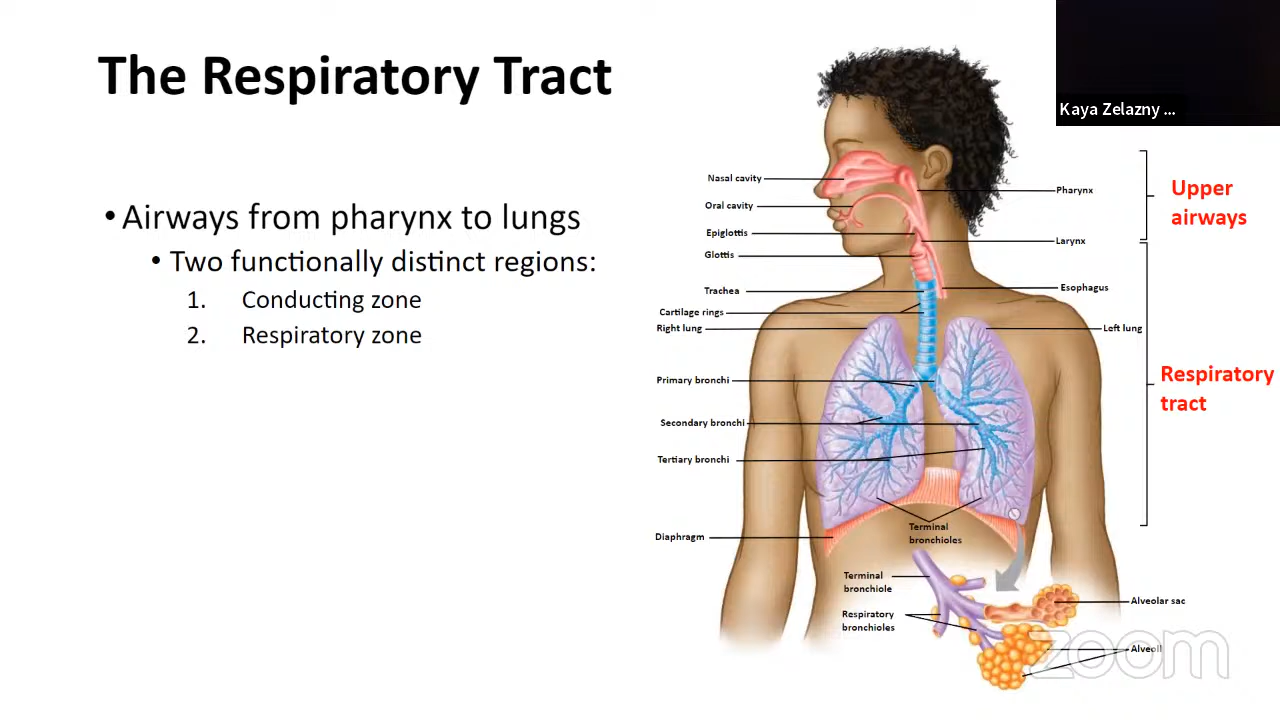 The Respiratory Tract
Kaya Zelazny ...
• Airways from pharynx to lungs
• Two functionally distinct regions:
1. Conducting zone
2. Respiratory zone
Nasal cavity
Oral cavity
Epiglottis
Glottis
Trachea
Cartilage rings
Right lung
Primary bronchi
Secondary bronchi
Tertiary bronchi
Diaphragm
Pharynx
Larynx
Esophagus
Left lung
Upper
airways
Respiratory
tract
Terminal
bronchioles
Terminal
bronchiole
Respiratory
bronchioles
Alveolar sac
Alveoli
zoom